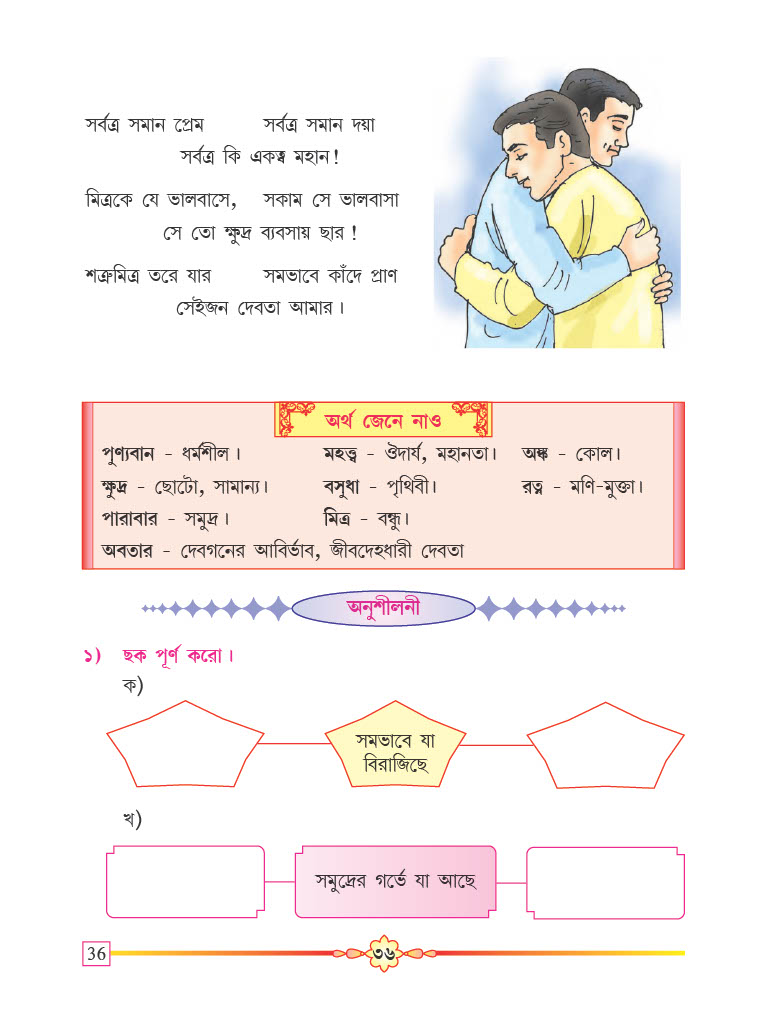 সর্বত্র সমান প্রেম সর্বত্র সমান দয়া
সর্বত্র কি একত্ব মহান!
মিত্রকে যে ভালবাসে, সকাম সে ভালবাসা
সে তো ক্ষুদ্র ব্যবসায় ছার!
শত্রুমিত্র তরে যার সমভাবে কাঁদে প্রাণ
সেইজন দেবতা আমার।
অর্থ জেনে নাও
পুণ্যবান - ধর্মশীল। মহত্ত্ব - ঔদার্য, মহানতা। অঙ্ক - কোল।
ক্ষুদ্র - ছোটো, সামান্য। বসুধা - পৃথিবী। রত্ন - মণি-মুক্তা।
পারাবার - সমুদ্র। মিত্র - বন্ধু।
অবতার - দেবগনের আবির্ভাব, জীবদেহধারী দেবতা
অনুশীলনী
১) ছক পূর্ণ করো।
ক)
সমভাবে যা
বিরাজিছে
খ)
সমুদ্রের গর্ভে যা আছে
36 ৩৬